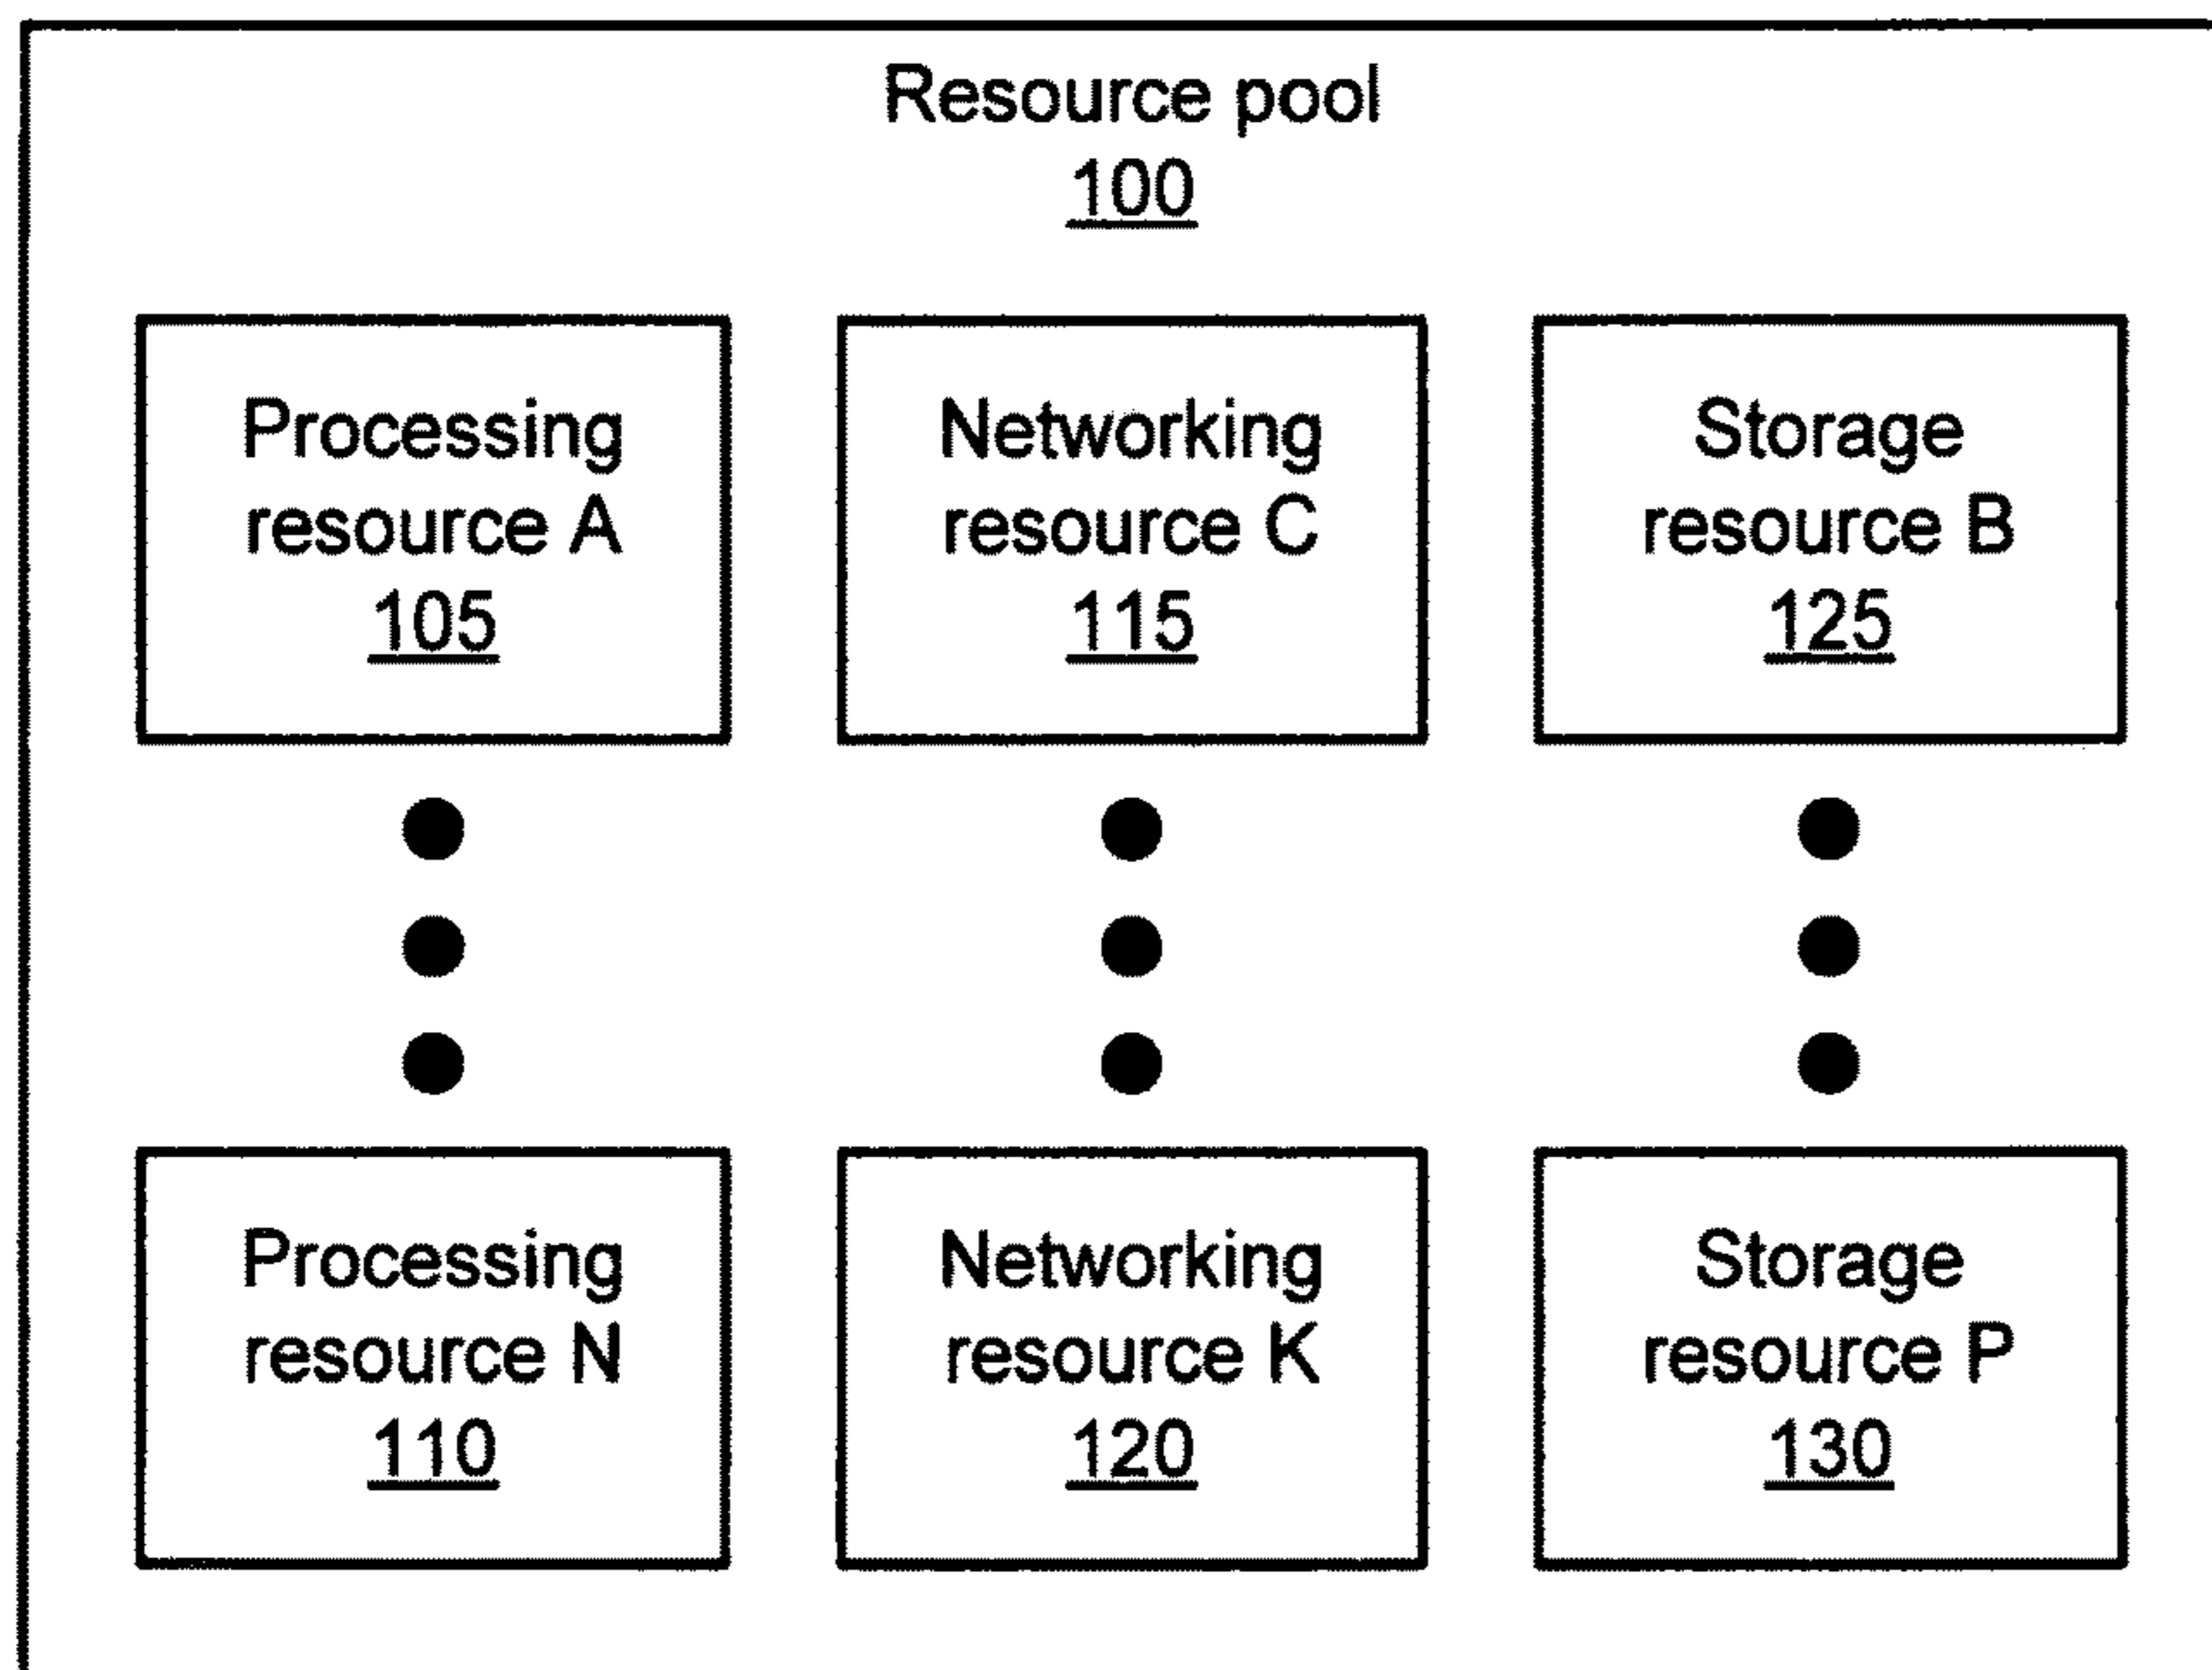 Resource pool
100
Processing
resource A
105
Networking
resource C
115
Storage
resource B
125
Processing
resource N
110
Networking
resource K
120
Storage
resource P
130